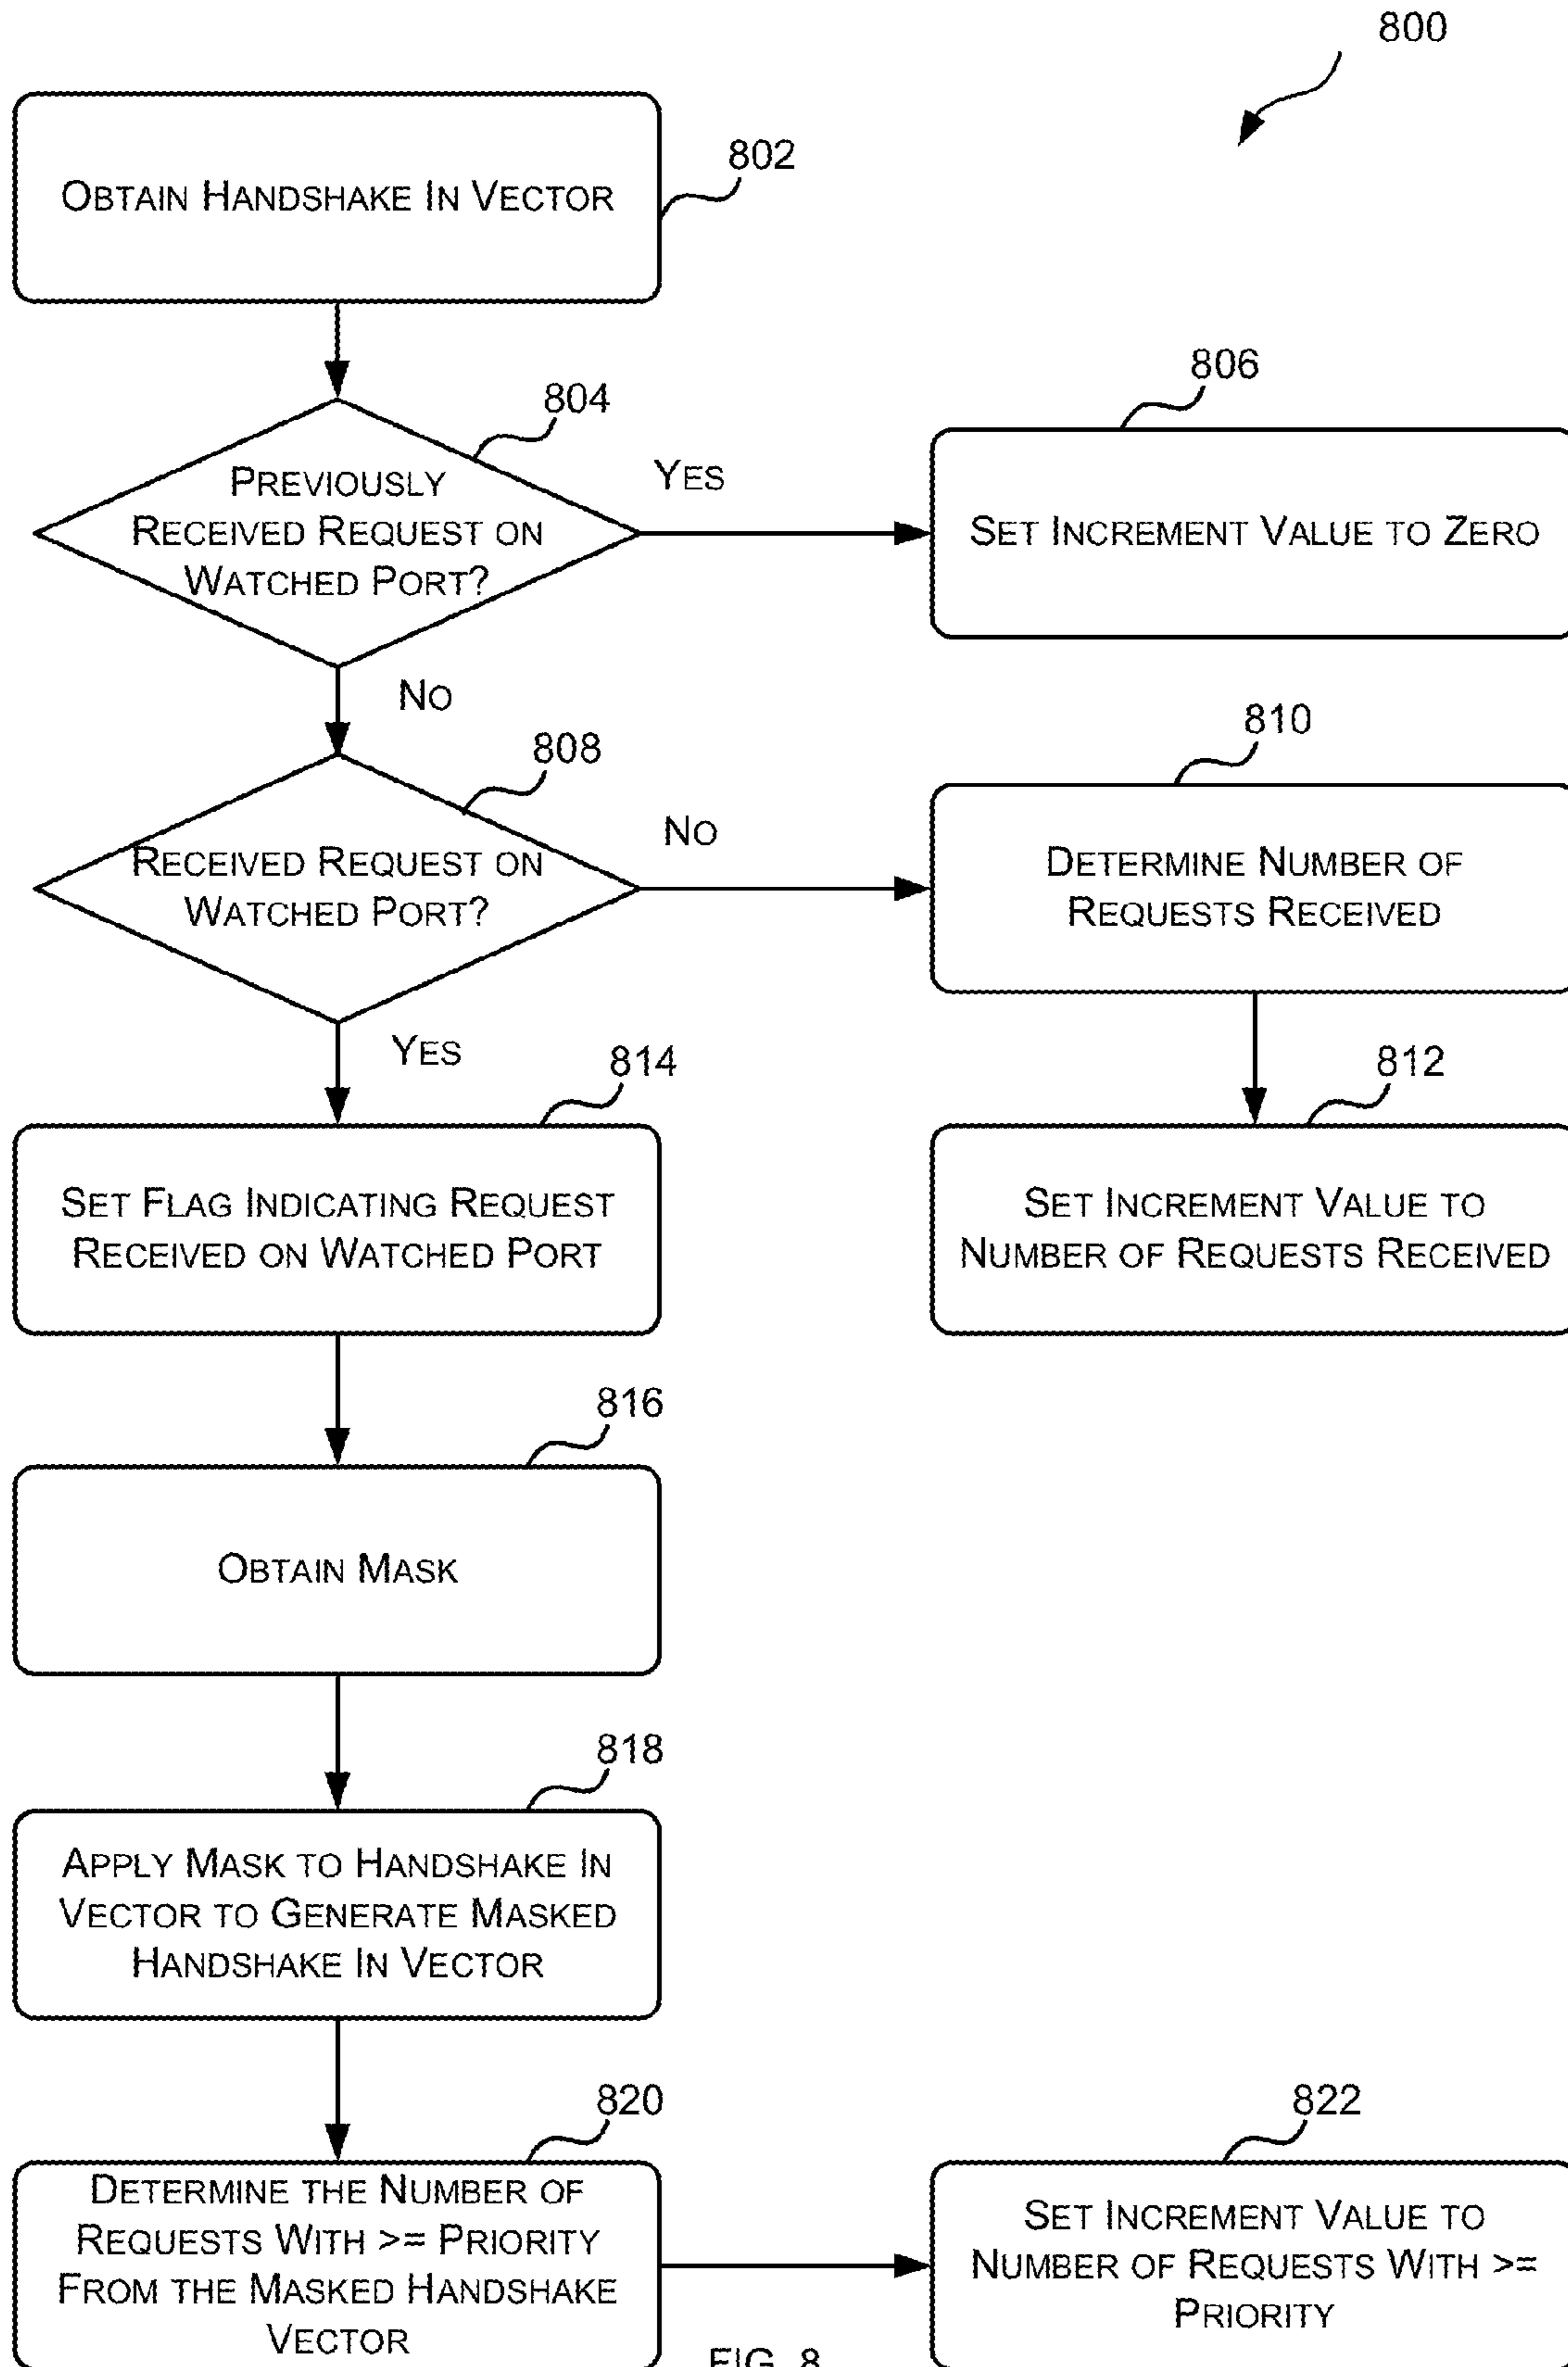 800
802
Obtain Handshake In Vector
804
806
Previously
Received Request on
Watched Port?
Yes
Set Increment Value to Zero
No
808
810
Received Request on
Watched Port?
No
Determine Number of
Requests Received
Yes
814
812
Set Flag Indicating Request
Received on Watched Port
Set Increment Value to
Number of Requests Received
816
Obtain Mask
818
Apply Mask to Handshake In
Vector to Generate Masked
Handshake In Vector
820
822
Determine the Number of
Requests With >= Priority
From the Masked Handshake
Vector
Set Increment Value to
Number of Requests With >=
Priority
FIG. 8